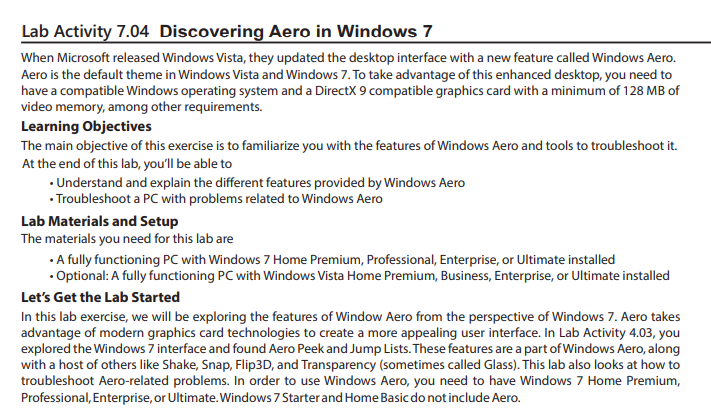 Lab Activity 7.04 Discovering Aero in Windows 7
When Microsoft released Windows Vista, they updated the desktop interface with a new feature called Windows Aero.
Aero is the default theme in Windows Vista and Windows 7. To take advantage of this enhanced desktop, you need to
have a compatible Windows operating system and a DirectX 9 compatible graphics card with a minimum of 128 MB of
video memory, among other requirements.
Learning Objectives
The main objective of this exercise is to familiarize you with the features of Windows Aero and tools to troubleshoot it.
At the end of this lab, you'll be able to
• Understand and explain the different features provided by Windows Aero
• Troubleshoot a PC with problems related to Windows Aero
Lab Materials and Setup
The materials you need for this lab are
• A fully functioning PC with Windows 7 Home Premium, Professional, Enterprise, or Ultimate installed
• Optional: A fully functioning PC with Windows Vista Home Premium, Business, Enterprise, or Ultimate installed
Let's Get the Lab Started
In this lab exercise, we will be exploring the features of Window Aero from the perspective of Windows 7. Aero takes
advantage of modern graphics card technologies to create a more appealing user interface. In Lab Activity 4.03, you
explored the Windows 7 interface and found Aero Peek and Jump Lists. These features are a part of Windows Aero, along
with a host of others like Shake, Snap, Flip3D, and Transparency (sometimes called Glass). This lab also looks at how to
troubleshoot Aero-related problems. In order to use Windows Aero, you need to have Windows 7 Home Premium,
Professional, Enterprise, or Ultimate. Windows 7 Starter and Home Basic do not include Aero.